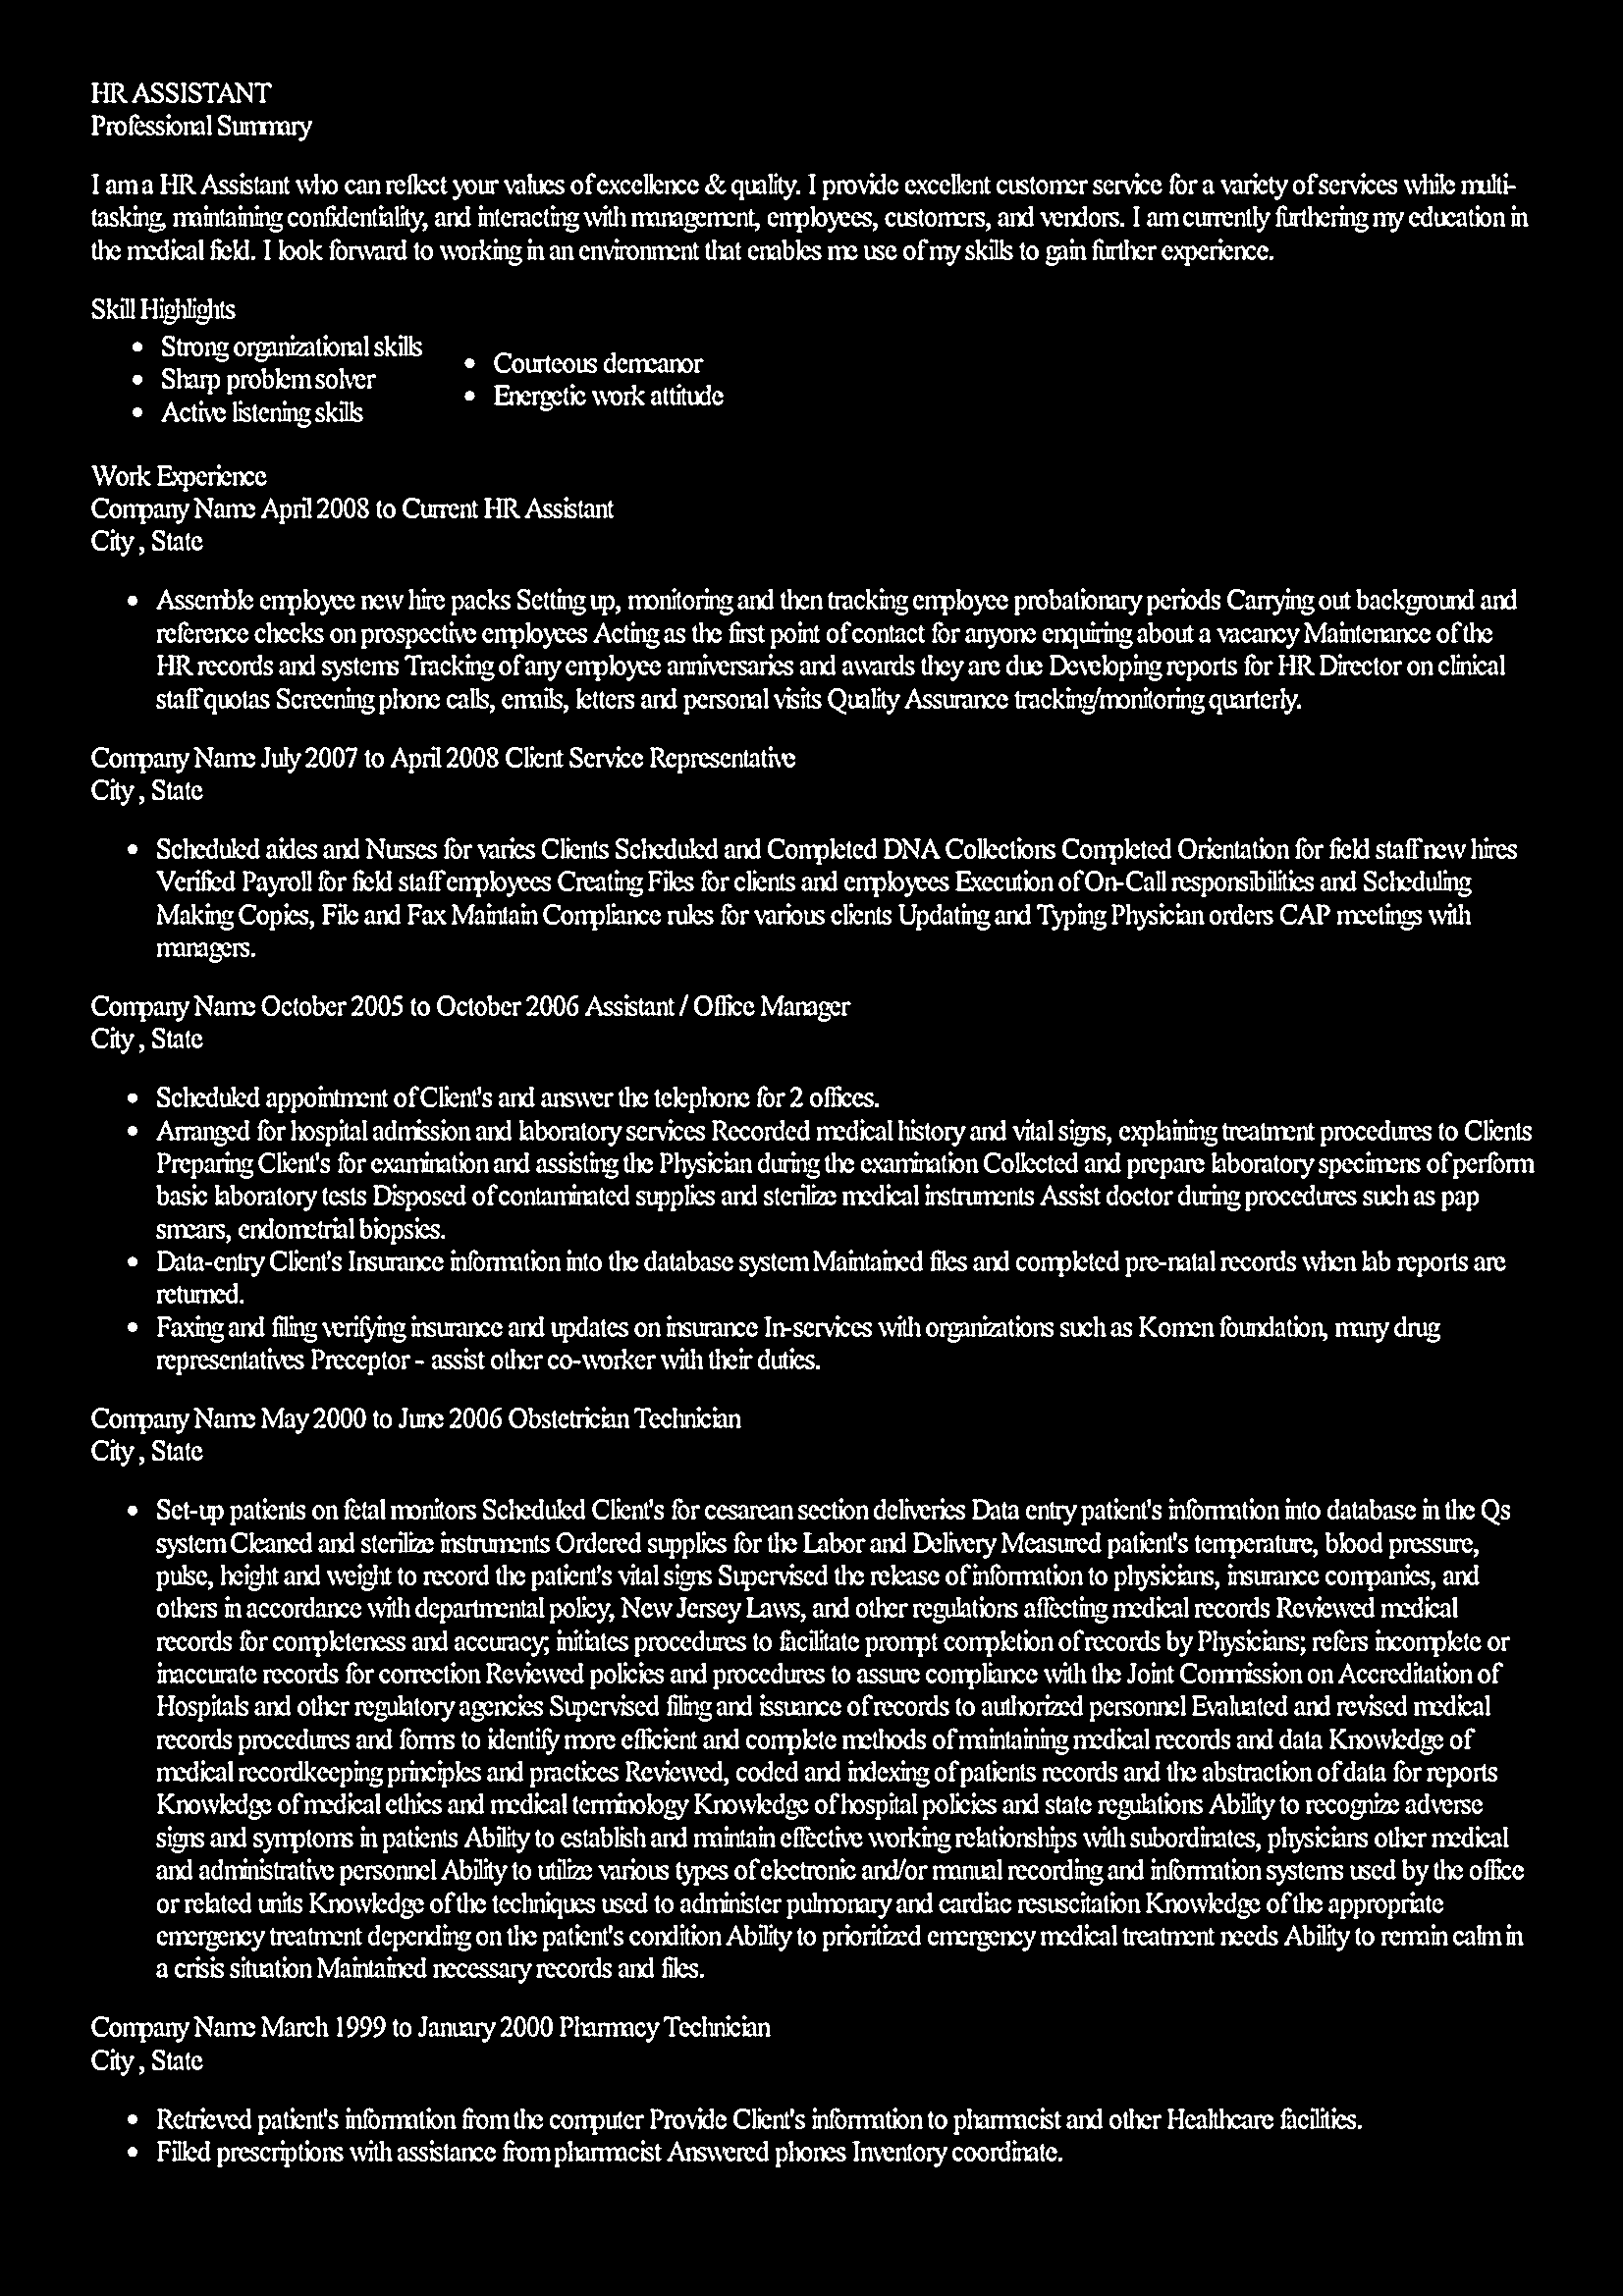 HR ASSISTANT
Professional Summary
I am a HR Assistant who can reflect your values of excellence & quality. I provide excellent customer service for a variety of services while multi-
tasking, maintaining confidentiality, and interacting with management, employees, customers, and vendors. I am currently furthering my education in
the medical field. I look forward to working in an environment that enables me use of my skills to gain further experience.
Skill Highlights
• Strong organizational skills
• Sharp problem solver
• Active listening skills
• Courteous demeanor
• Energetic work attitude
Work Experience
Company Name April 2008 to Current HR Assistant
City , State
• Assemble employee new hire packs Setting up, monitoring and then tracking employee probationary periods Carrying out background and
reference checks on prospective employees Acting as the first point of contact for anyone enquiring about a vacancy Maintenance of the
HR records and systems Tracking of any employee anniversaries and awards they are due Developing reports for HR Director on clinical
staff quotas Screening phone calls, emails, letters and personal visits Quality Assurance tracking/monitoring quarterly.
Company Name July 2007 to April 2008 Client Service Representative
City , State
• Scheduled aides and Nurses for varies Clients Scheduled and Completed DNA Collections Completed Orientation for field staff new hires
Verified Payroll for field staff employees Creating Files for clients and employees Execution of On-Call responsibilities and Scheduling
Making Copies, File and Fax Maintain Compliance rules for various clients Updating and Typing Physician orders CAP meetings with
managers.
Company Name October 2005 to October 2006 Assistant / Office Manager
City , State
• Scheduled appointment of Client's and answer the telephone for 2 offices.
• Arranged for hospital admission and laboratory services Recorded medical history and vital signs, explaining treatment procedures to Clients
Preparing Client's for examination and assisting the Physician during the examination Collected and prepare laboratory specimens of perform
basic laboratory tests Disposed of contaminated supplies and sterilize medical instruments Assist doctor during procedures such as pap
smears, endometrial biopsies.
• Data-entry Client's Insurance information into the database system Maintained files and completed pre-natal records when lab reports are
returned.
• Faxing and filing verifying insurance and updates on insurance In-services with organizations such as Komen foundation, many drug
representatives Preceptor - assist other co-worker with their duties.
Company Name May 2000 to June 2006 Obstetrician Technician
City , State
• Set-up patients on fetal monitors Scheduled Client's for cesarean section deliveries Data entry patient's information into database in the Qs
system Cleaned and sterilize instruments Ordered supplies for the Labor and Delivery Measured patient's temperature, blood pressure,
pulse, height and weight to record the patient's vital signs Supervised the release of information to physicians, insurance companies, and
others in accordance with departmental policy, New Jersey Laws, and other regulations affecting medical records Reviewed medical
records for completeness and accuracy; initiates procedures to facilitate prompt completion of records by Physicians; refers incomplete or
inaccurate records for correction Reviewed policies and procedures to assure compliance with the Joint Commission on Accreditation of
Hospitals and other regulatory agencies Supervised filing and issuance of records to authorized personnel Evaluated and revised medical
records procedures and forms to identify more efficient and complete methods of maintaining medical records and data Knowledge of
medical recordkeeping principles and practices Reviewed, coded and indexing of patients records and the abstraction of data for reports
Knowledge of medical ethics and medical terminology Knowledge of hospital policies and state regulations Ability to recognize adverse
signs and symptoms in patients Ability to establish and maintain effective working relationships with subordinates, physicians other medical
and administrative personnel Ability to utilize various types of electronic and/or manual recording and information systems used by the office
or related units Knowledge of the techniques used to administer pulmonary and cardiac resuscitation Knowledge of the appropriate
emergency treatment depending on the patient's condition Ability to prioritized emergency medical treatment needs Ability to remain calm in
a crisis situation Maintained necessary records and files.
Company Name March 1999 to January 2000 Pharmacy Technician
City , State
• Retrieved patient's information from the computer Provide Client's information to pharmacist and other Healthcare facilities.
• Filled prescriptions with assistance from pharmacist Answered phones Inventory coordinate.